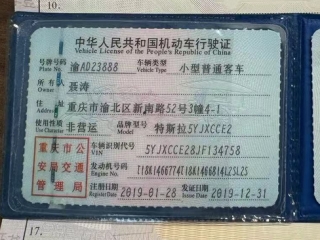 10.
中华人民共和国机动车行驶证
Vehicle License of the People's Republic of China
号牌号码 Plate No. 渝AD23888 车辆类型 Vehicle Type 小型普通客车
所有人 Owner 聂涛
住址 Address 重庆市渝北区新南路52号3幢4-1
使用性质 Use Character 非营运 品牌型号 Model 特斯拉5YJXCCE2
重庆市公安局交通管理局
车辆识别代号 VIN 5YJXCCE28JF134758
发动机号码 Engine No. T18K1466774T18K1466814L2SL2S
注册日期 Register Date 2019-01-28 发证日期 Issue Date 2019-12-31
17.